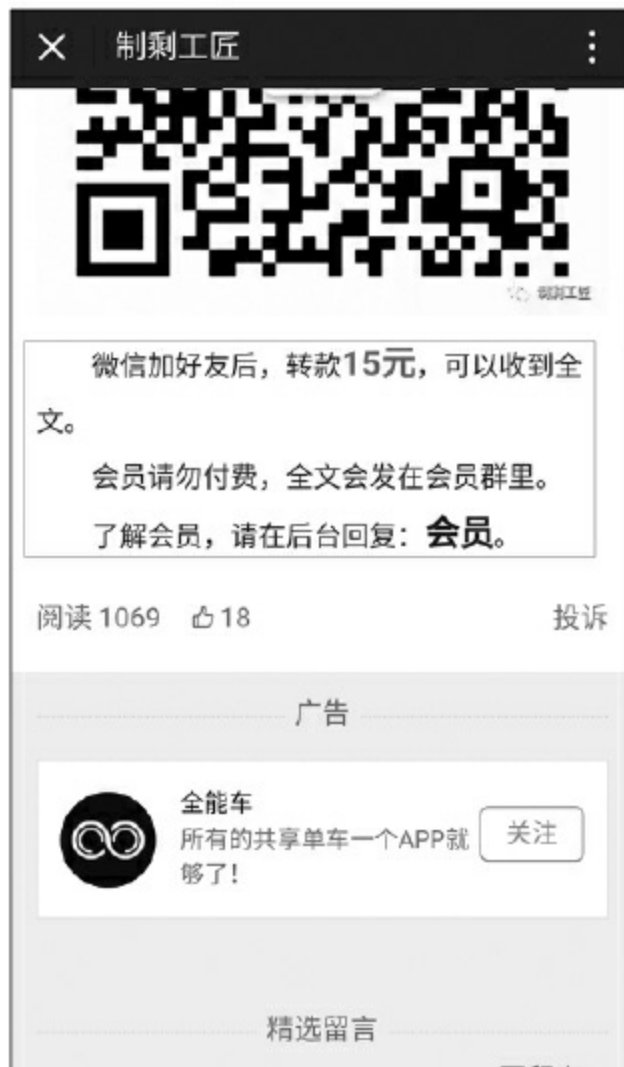 制剩工匠
制剩工匠
微信加好友后，转款15元，可以收到全
文。
会员请勿付费，全文会发在会员群里。
了解会员，请在后台回复：会员。
阅读 1069 18 投诉
广告
全能车
所有的共享单车一个APP就
够了！
关注
精选留言